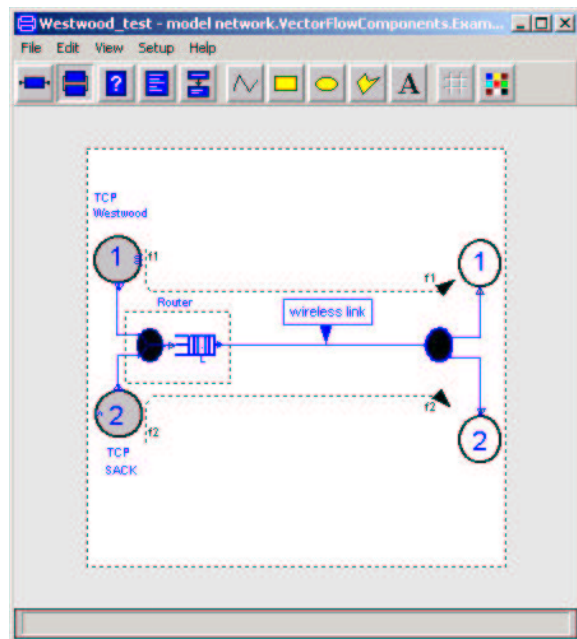 Westwood_test - model network.VectorFlowComponents.Exam...
File Edit View Setup Help
?
A
TCP
Westwood
1
f1
f1
1
Router
wireless link
L
2
f2
f2
2
TCP
SACK